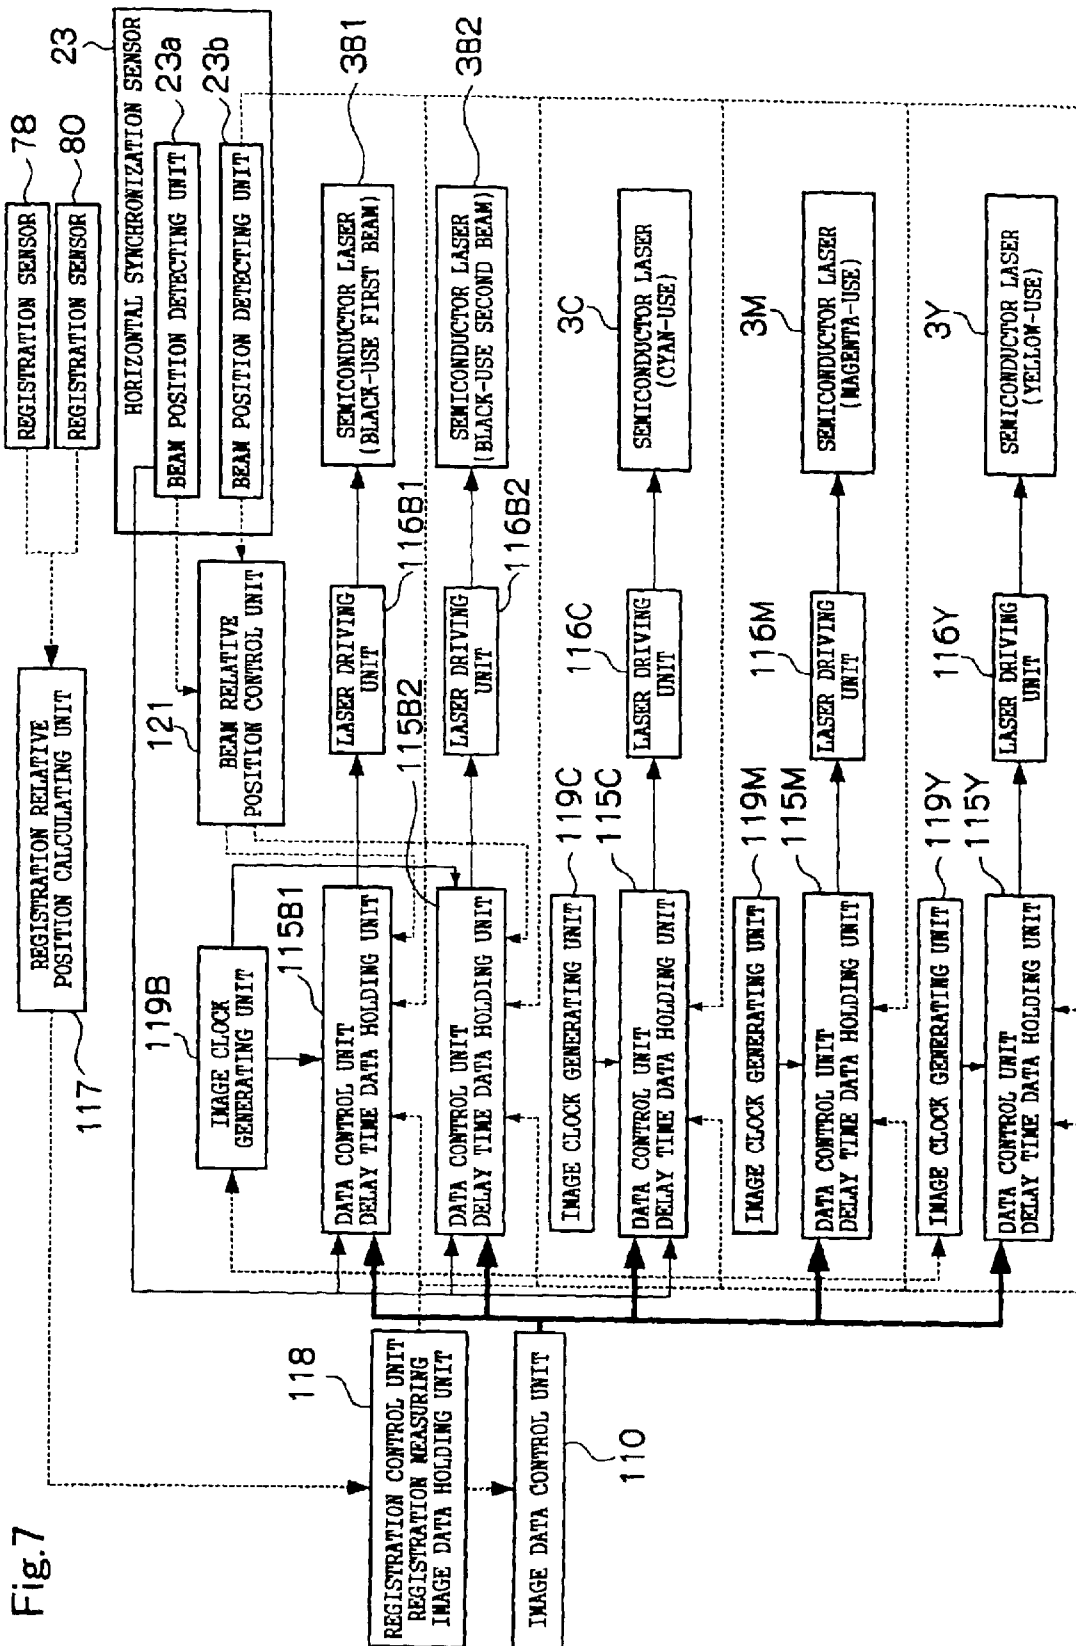 Fig.7
REGISTRATION SENSOR
78
REGISTRATION SENSOR
80
REGISTRATION RELATIVE
POSITION CALCULATING UNIT
117
HORIZONTAL SYNCHRONIZATION SENSOR
23
BEAM POSITION DETECTING UNIT
23a
BEAM POSITION DETECTING UNIT
23b
121
BEAM RELATIVE
POSITION CONTROL UNIT
119B
IMAGE CLOCK
GENERATING UNIT
118
REGISTRATION CONTROL UNIT
REGISTRATION MEASURING
IMAGE DATA HOLDING UNIT
IMAGE DATA CONTROL UNIT
110
115B1
DATA CONTROL UNIT
DELAY TIME DATA HOLDING UNIT
LASER DRIVING
UNIT
116B1
SEMICONDUCTOR LASER
(BLACK-USE FIRST BEAM)
3B1
115B2
DATA CONTROL UNIT
DELAY TIME DATA HOLDING UNIT
LASER DRIVING
UNIT
116B2
SEMICONDUCTOR LASER
(BLACK-USE SECOND BEAM)
3B2
IMAGE CLOCK GENERATING UNIT
119C
DATA CONTROL UNIT
DELAY TIME DATA HOLDING UNIT
115C
116C
LASER DRIVING
UNIT
3C
SEMICONDUCTOR LASER
(CYAN-USE)
IMAGE CLOCK GENERATING UNIT
119M
DATA CONTROL UNIT
DELAY TIME DATA HOLDING UNIT
115M
116M
LASER DRIVING
UNIT
3M
SEMICONDUCTOR LASER
(MAGENTA-USE)
IMAGE CLOCK GENERATING UNIT
119Y
DATA CONTROL UNIT
DELAY TIME DATA HOLDING UNIT
115Y
116Y
LASER DRIVING
UNIT
3Y
SEMICONDUCTOR LASER
(YELLOW-USE)